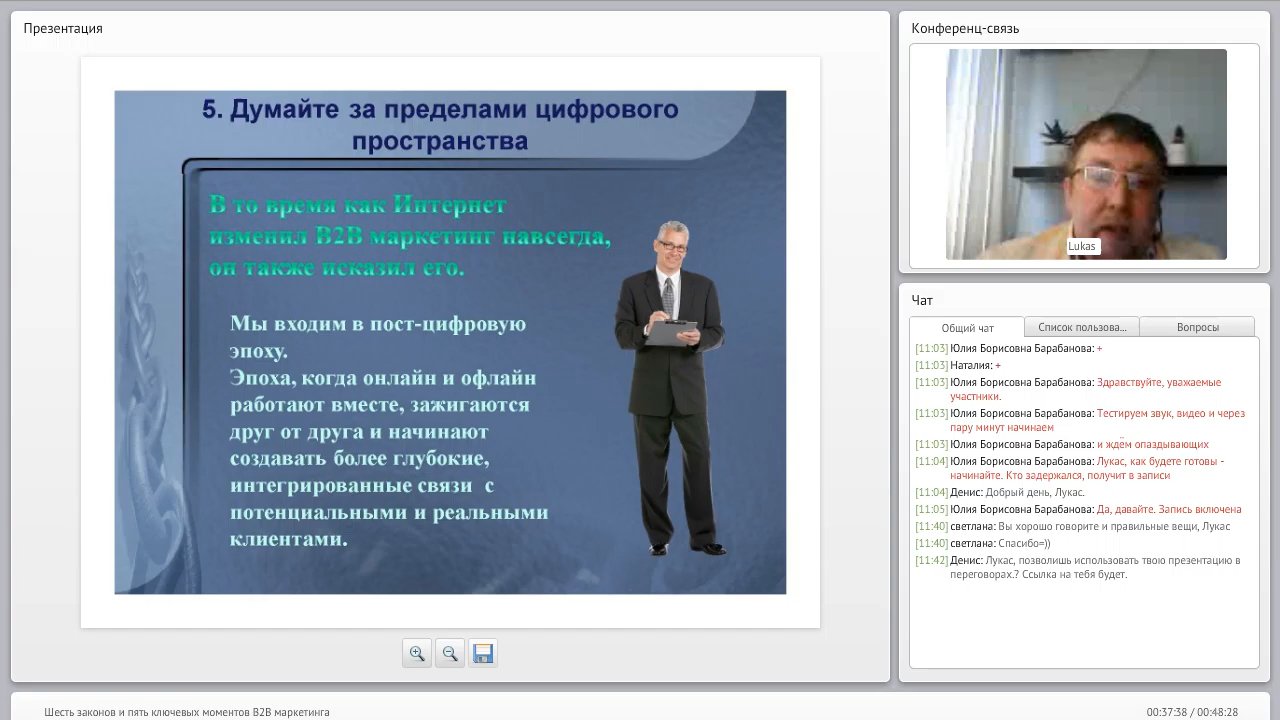 Презентация
5. Думайте за пределами цифрового
пространства
В то время как Интернет
изменил B2B маркетинг навсегда,
он также исказил его.
Мы входим в пост-цифровую
эпоху.
Эпоха, когда онлайн и офлайн
работают вместе, зажигаются
друг от друга и начинают
создавать более глубокие,
интегрированные связи с
потенциальными и реальными
клиентами.
Конференц-связь
Lukas
Чат
Общий чат
Список пользова...
Вопросы
[11:03] Юлия Борисовна Барабанова: +
[11:03] Наталия: +
[11:03] Юлия Борисовна Барабанова: Здравствуйте, уважаемые
участники.
[11:03] Юлия Борисовна Барабанова: Тестируем звук, видео и через
пару минут начинаем
[11:03] Юлия Борисовна Барабанова: и ждём опаздывающих
[11:04] Юлия Борисовна Барабанова: Лукас, как будете готовы -
начинайте. Кто задержался, получит в записи
[11:04] Денис: Добрый день, Лукас.
[11:05] Юлия Борисовна Барабанова: Да, давайте. Запись включена
[11:40] светлана: Вы хорошо говорите и правильные вещи, Лукас
[11:40] светлана: Спасибо=))
[11:42] Денис: Лукас, позволишь использовать твою презентацию в
переговорах.? Ссылка на тебя будет.
Шесть законов и пять ключевых моментов B2B маркетинга
00:37:38 / 00:48:28